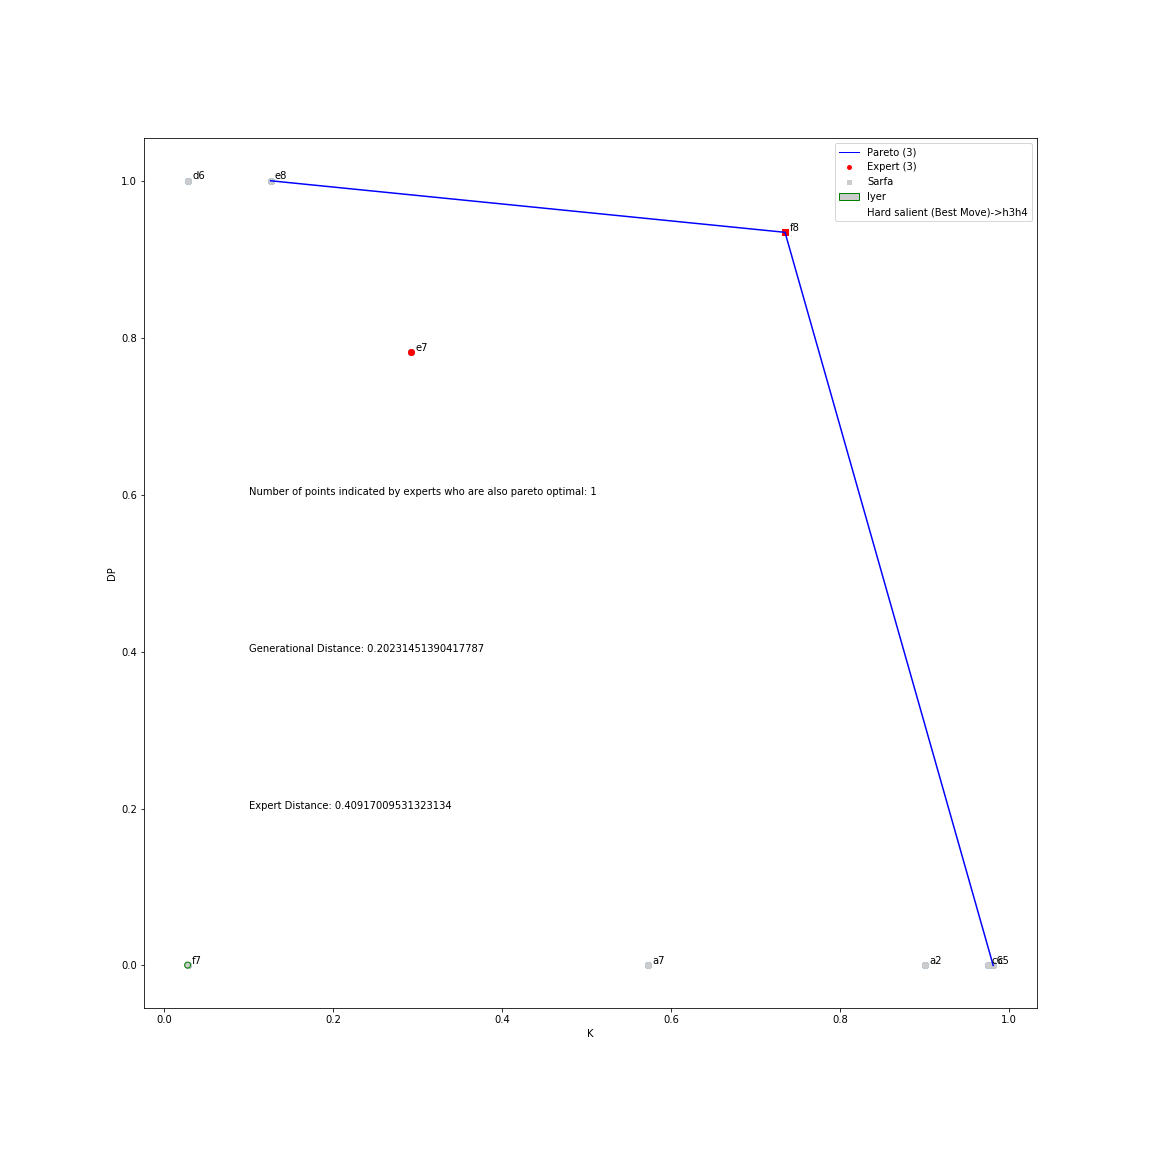 Pareto (3)
Expert (3)
Sarfa
Iyer
Hard salient (Best Move)->h3h4
1.0
d6
e8
f8
0.8
e7
Number of points indicated by experts who are also pareto optimal: 1
0.6
DP
Generational Distance: 0.20231451390417787
0.4
Expert Distance: 0.40917009531323134
0.2
0.0
f7
a7
a2
0.0 0.2 0.4 0.6 0.8 1.0
K